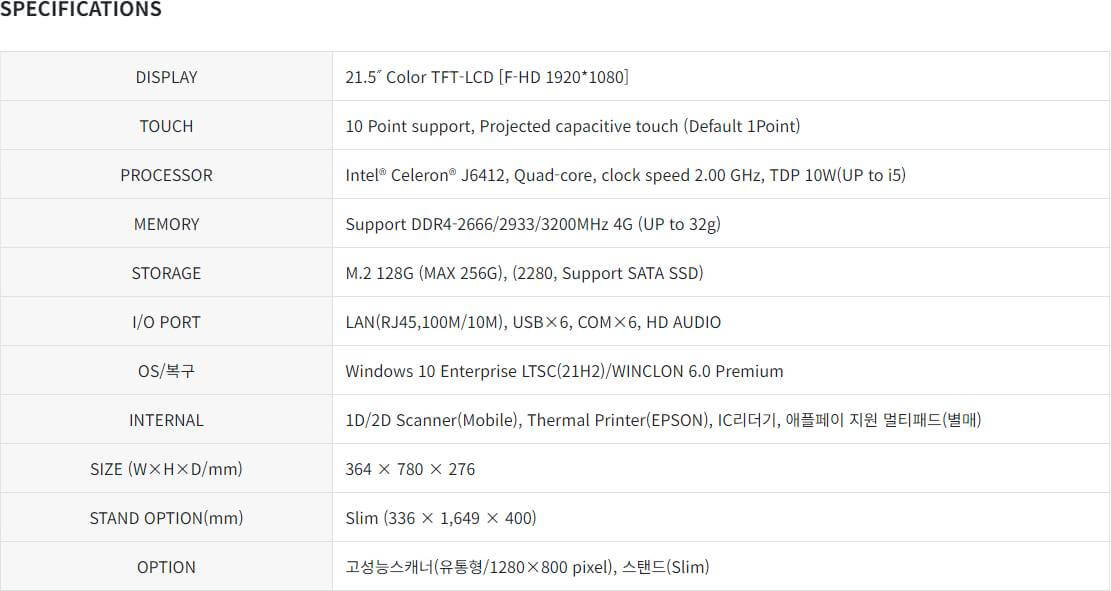 SPECIFICATIONS
DISPLAY 21.5˝ Color TFT-LCD [F-HD 1920*1080]
TOUCH 10 Point support, Projected capacitive touch (Default 1Point)
PROCESSOR Intel® Celeron® J6412, Quad-core, clock speed 2.00 GHz, TDP 10W(UP to i5)
MEMORY Support DDR4-2666/2933/3200MHz 4G (UP to 32g)
STORAGE M.2 128G (MAX 256G), (2280, Support SATA SSD)
I/O PORT LAN(RJ45,100M/10M), USB×6, COM×6, HD AUDIO
OS/복구 Windows 10 Enterprise LTSC(21H2)/WINCLON 6.0 Premium
INTERNAL 1D/2D Scanner(Mobile), Thermal Printer(EPSON), IC리더기, 애플페이 지원 멀티패드(별매)
SIZE (W×H×D/mm) 364 × 780 × 276
STAND OPTION(mm) Slim (336 × 1,649 × 400)
OPTION 고성능스캐너(유통형/1280×800 pixel), 스탠드(Slim)